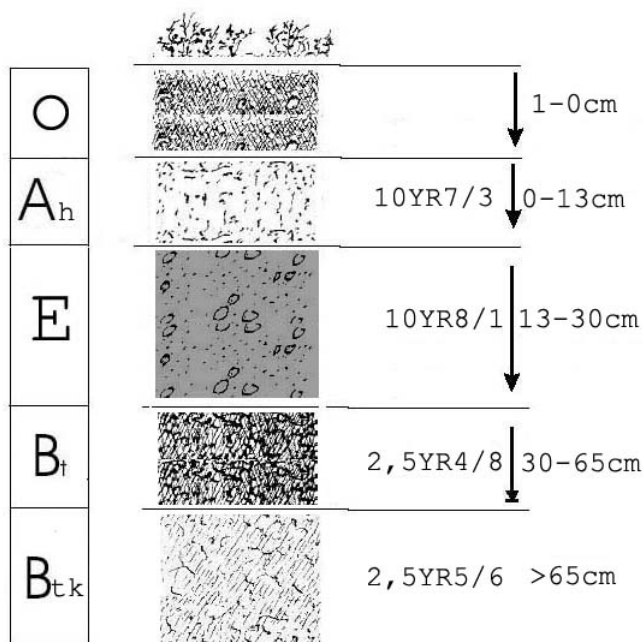 O 1-0cm
Ah 10YR7/3 0-13cm
E 10YR8/1 13-30cm
Bt 2,5YR4/8 30-65cm
Btk 2,5YR5/6 >65cm